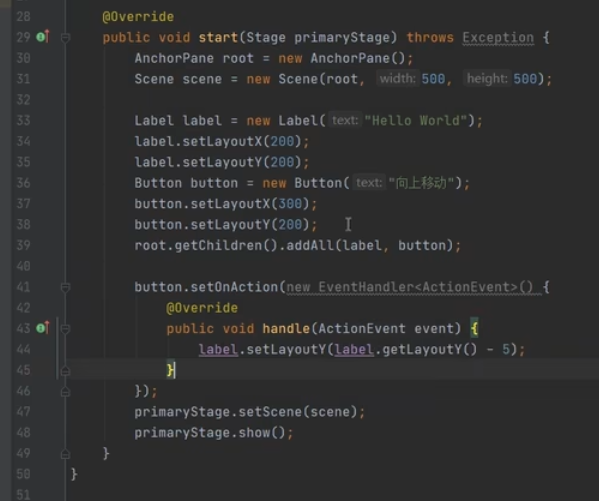 28 @Override
29 public void start(Stage primaryStage) throws Exception {
30 AnchorPane root = new AnchorPane();
31 Scene scene = new Scene(root, width: 500, height: 500);
32
33 Label label = new Label( text: "Hello World");
34 label.setLayoutX(200);
35 label.setLayoutY(200);
36 Button button = new Button( text: "向上移动");
37 button.setLayoutX(300);
38 button.setLayoutY(200);
39 root.getChildren().addAll(label, button);
40
41 button.setOnAction(new EventHandler<ActionEvent>() {
42 @Override
43 public void handle(ActionEvent event) {
44 label.setLayoutY(label.getLayoutY() - 5);
45 }
46 });
47 primaryStage.setScene(scene);
48 primaryStage.show();
49 }
50 }
51